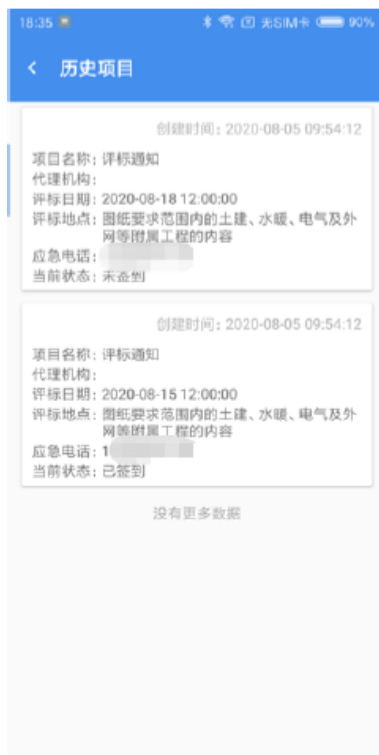 18:35 无SIM卡 90%
历史项目
创建时间：2020-08-05 09:54:12
项目名称：评标通知
代理机构：
评标日期：2020-08-18 12:00:00
评标地点：图纸要求范围内的土建、水暖、电气及外
网等附属工程的内容
应急电话：
当前状态：未签到
创建时间：2020-08-05 09:54:12
项目名称：评标通知
代理机构：
评标日期：2020-08-15 12:00:00
评标地点：图纸要求范围内的土建、水暖、电气及外
网等附属工程的内容
应急电话：1
当前状态：已签到
没有更多数据